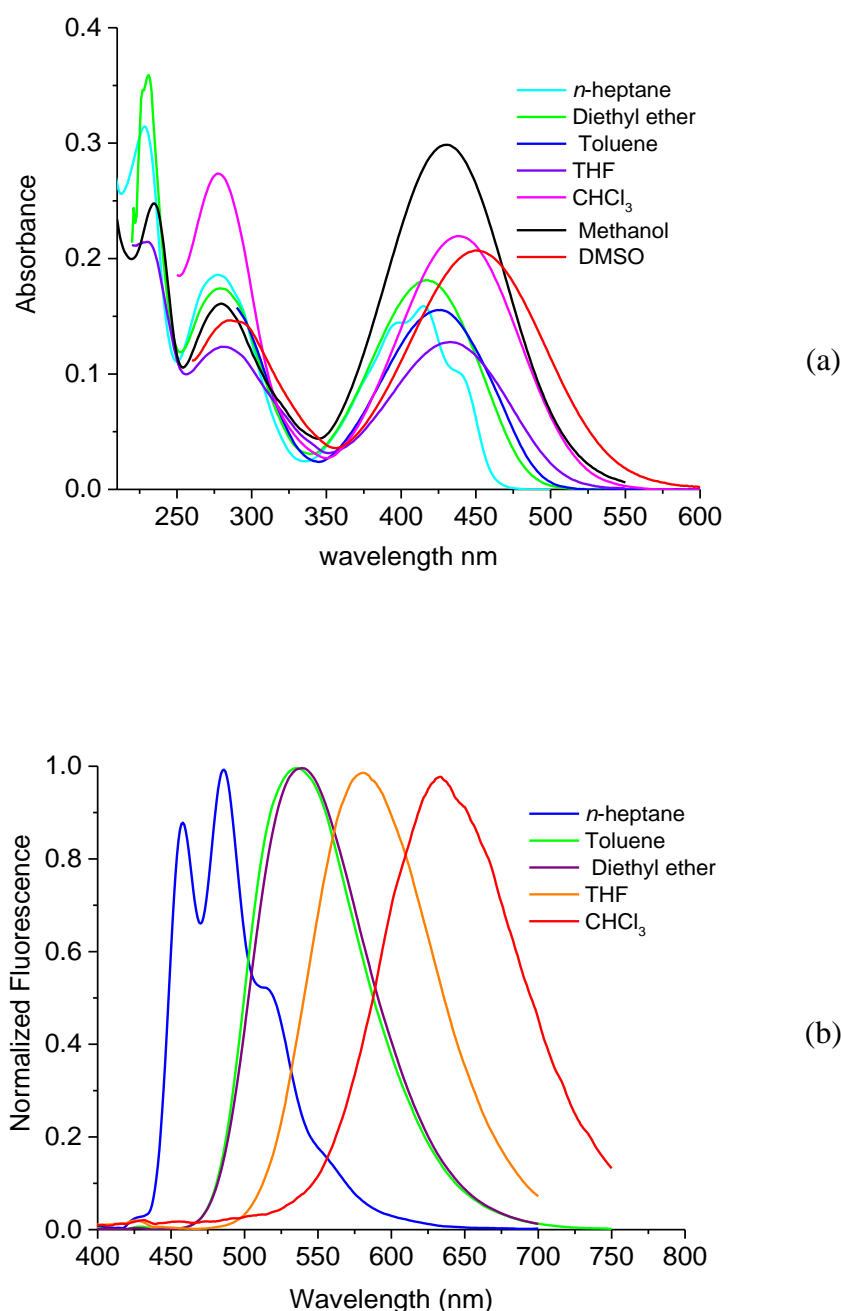 0.4
0.3
0.2
0.1
0.0
Absorbance
n-heptane
Diethyl ether
Toluene
THF
CHCl₃
Methanol
DMSO
250 300 350 400 450 500 550 600
wavelength nm
(a)
1.0
0.8
0.6
0.4
0.2
0.0
Normalized Fluorescence
n-heptane
Toluene
Diethyl ether
THF
CHCl₃
400 450 500 550 600 650 700 750 800
Wavelength (nm)
(b)